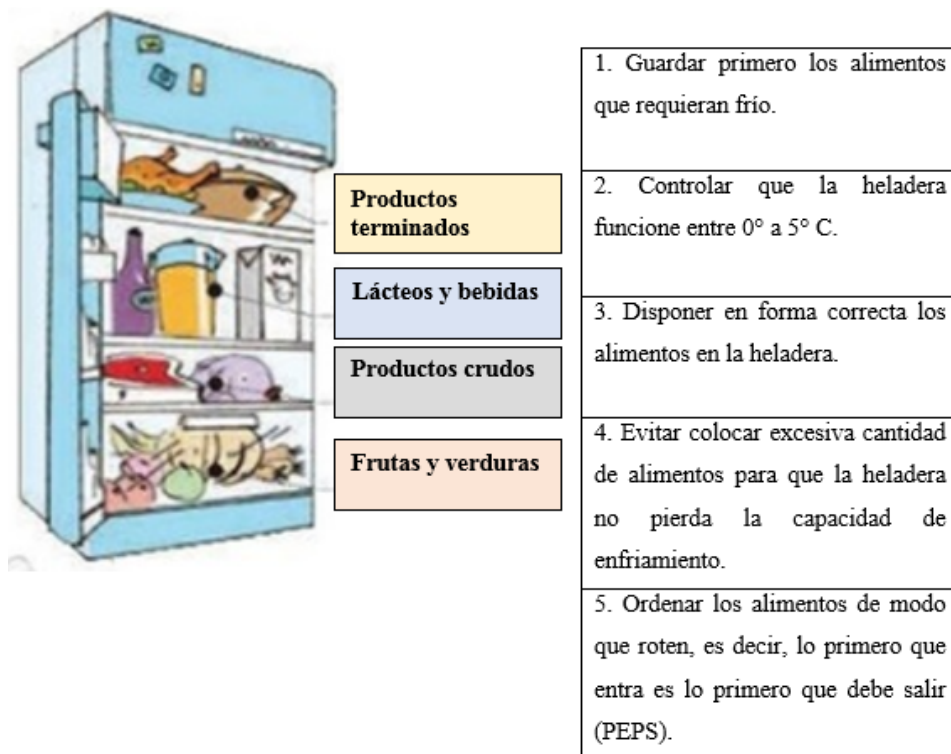 Productos
terminados
Lácteos y bebidas
Productos crudos
Frutas y verduras
1. Guardar primero los alimentos
que requieran frío.
2. Controlar que la heladera
funcione entre 0° a 5° C.
3. Disponer en forma correcta los
alimentos en la heladera.
4. Evitar colocar excesiva cantidad
de alimentos para que la heladera
no pierda la capacidad de
enfriamiento.
5. Ordenar los alimentos de modo
que roten, es decir, lo primero que
entra es lo primero que debe salir
(PEPS).